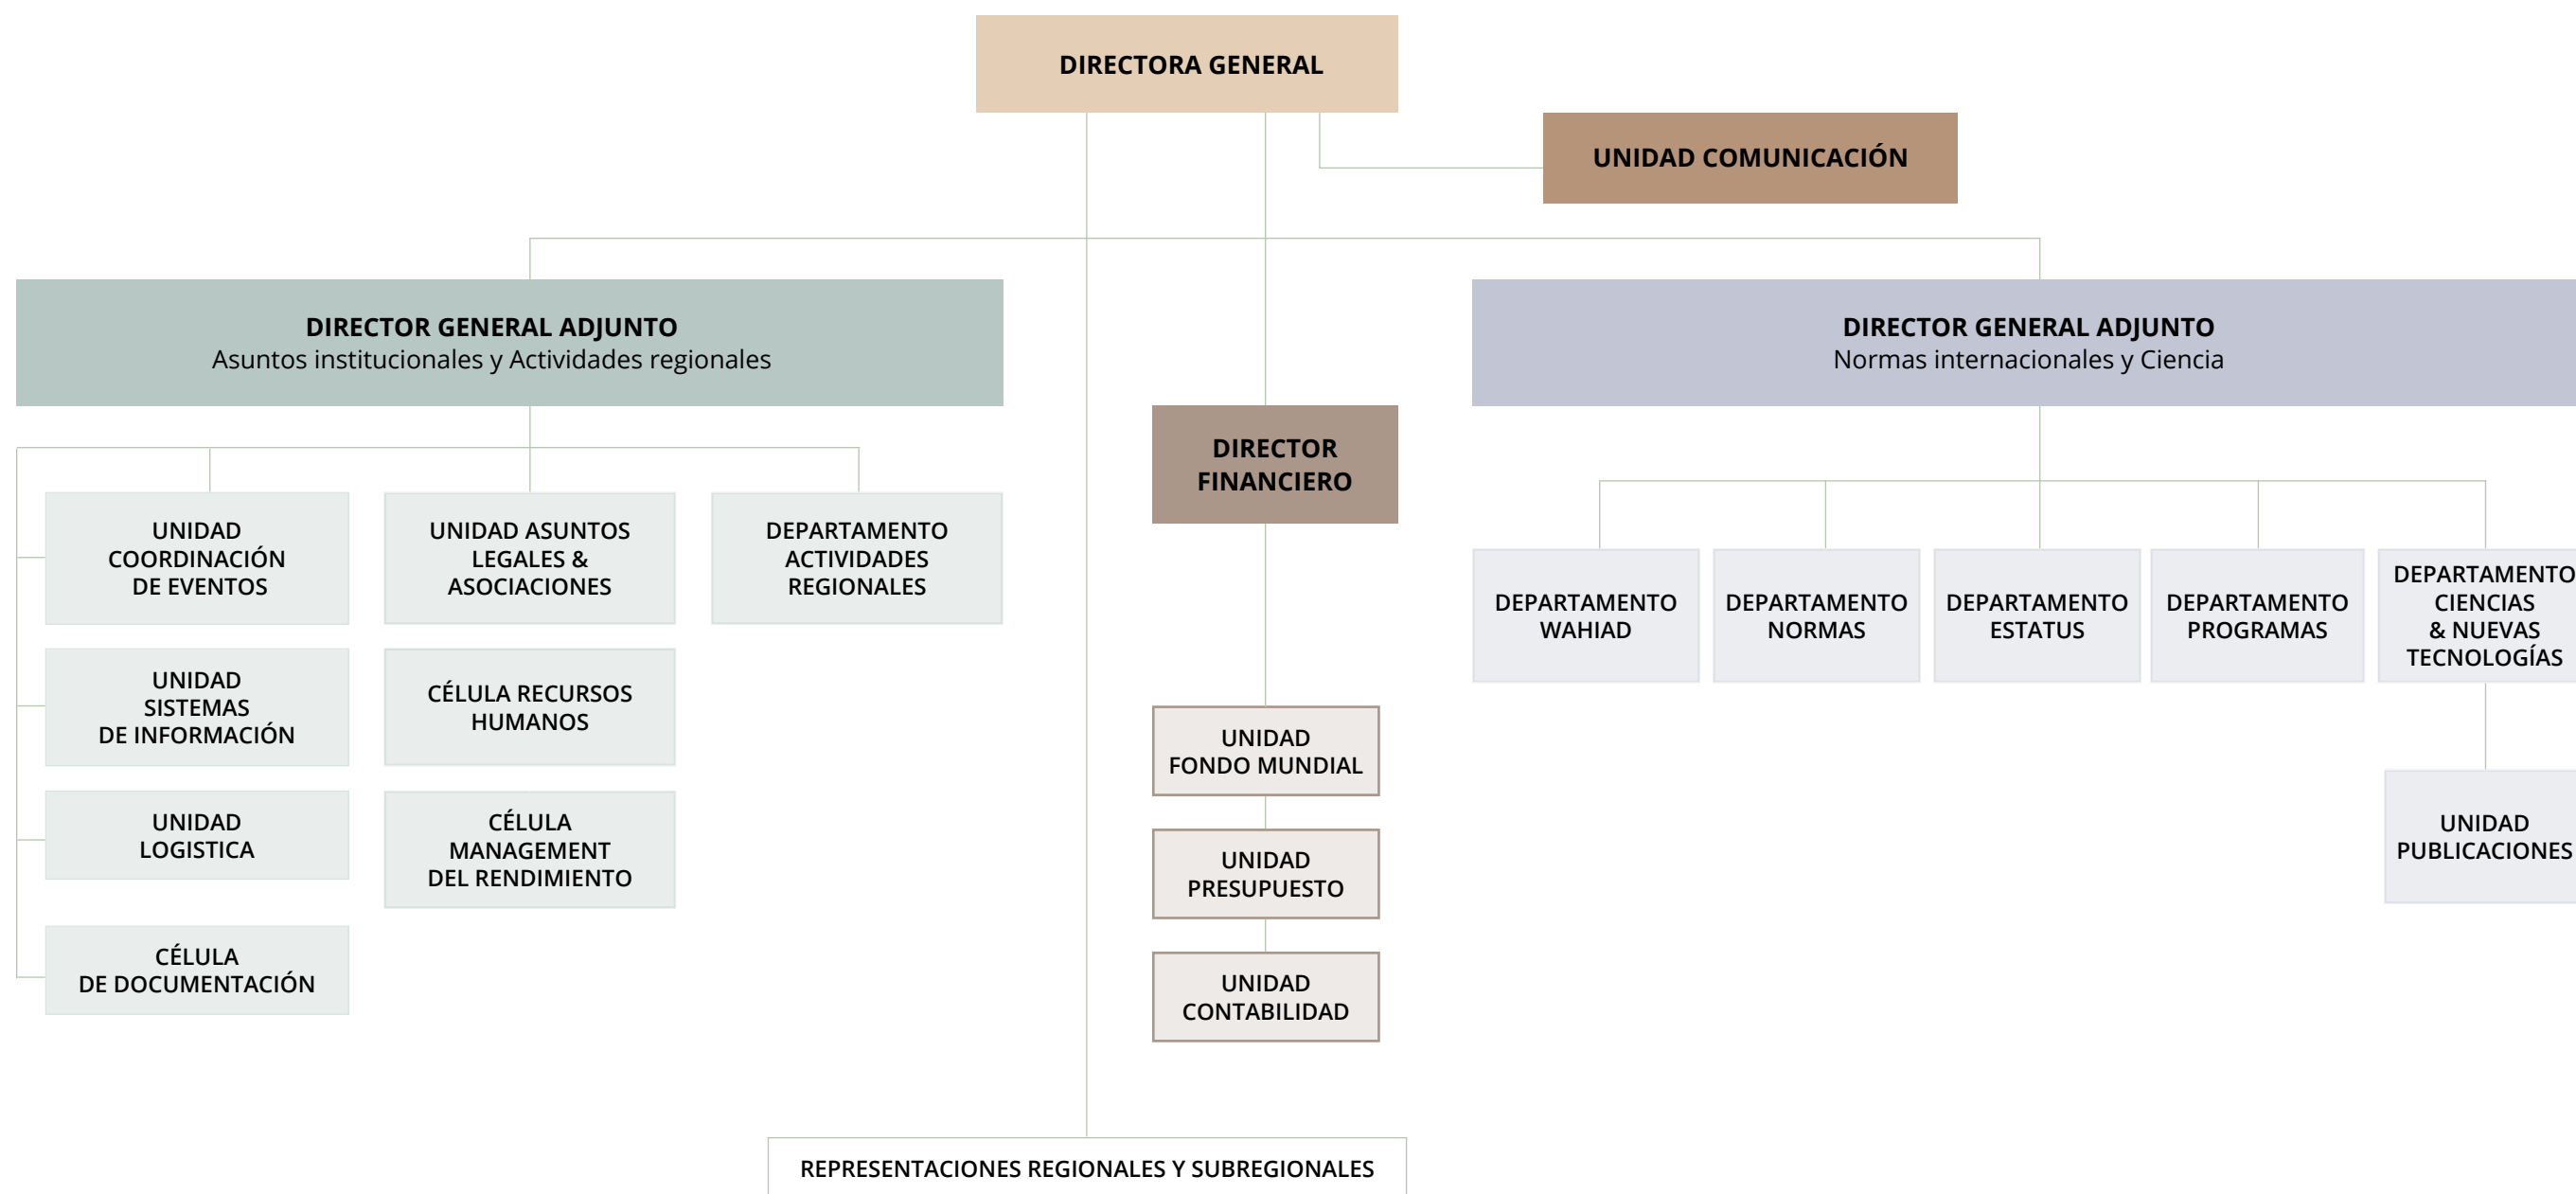 DIRECTORA GENERAL
UNIDAD COMUNICACIÓN
DIRECTOR GENERAL ADJUNTO
Asuntos institucionales y Actividades regionales
DIRECTOR GENERAL ADJUNTO
Normas internacionales y Ciencia
DIRECTOR
FINANCIERO
UNIDAD
COORDINACIÓN
DE EVENTOS
UNIDAD ASUNTOS
LEGALES &
ASOCIACIONES
DEPARTAMENTO
ACTIVIDADES
REGIONALES
UNIDAD
SISTEMAS
DE INFORMACIÓN
CÉLULA RECURSOS
HUMANOS
UNIDAD
LOGISTICA
CÉLULA
MANAGEMENT
DEL RENDIMIENTO
CÉLULA
DE DOCUMENTACIÓN
UNIDAD
FONDO MUNDIAL
UNIDAD
PRESUPUESTO
UNIDAD
CONTABILIDAD
DEPARTAMENTO
WAHIAD
DEPARTAMENTO
NORMAS
DEPARTAMENTO
ESTATUS
DEPARTAMENTO
PROGRAMAS
DEPARTAMENTO
CIENCIAS
& NUEVAS
TECNOLOGÍAS
UNIDAD
PUBLICACIONES
REPRESENTACIONES REGIONALES Y SUBREGIONALES